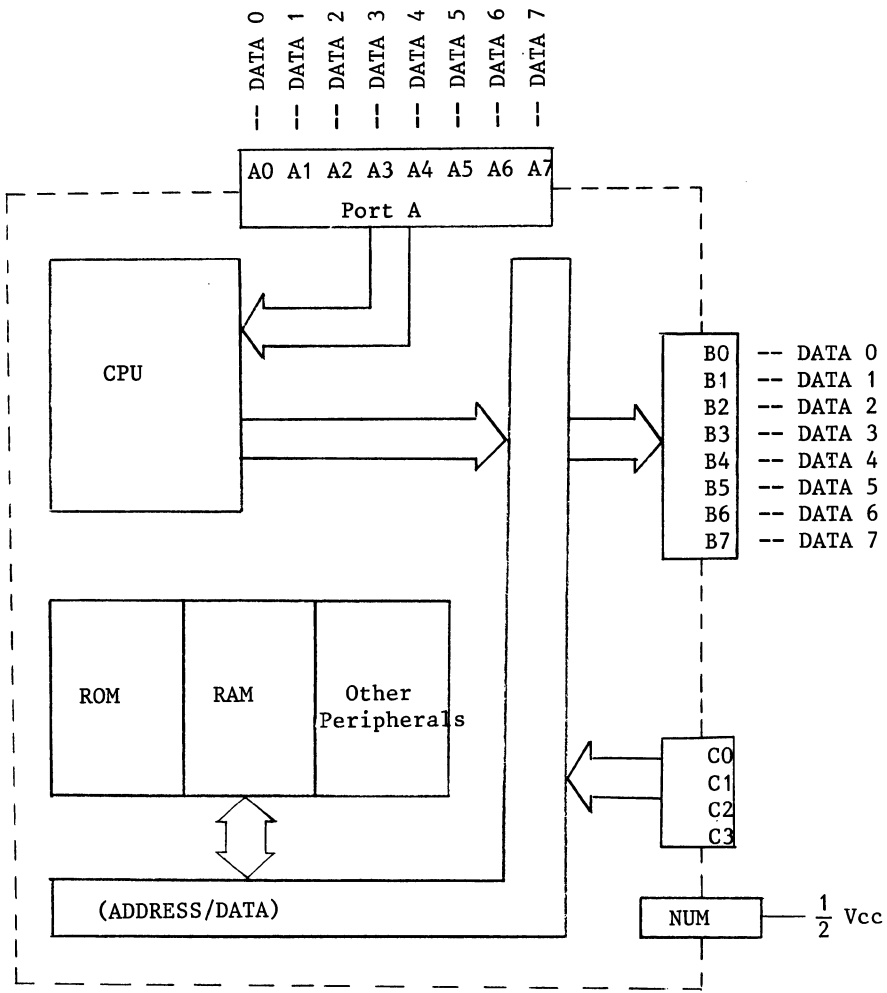 -- DATA 0
-- DATA 1
-- DATA 2
-- DATA 3
-- DATA 4
-- DATA 5
-- DATA 6
-- DATA 7
A0 A1 A2 A3 A4 A5 A6 A7
Port A
CPU
B0 -- DATA 0
B1 -- DATA 1
B2 -- DATA 2
B3 -- DATA 3
B4 -- DATA 4
B5 -- DATA 5
B6 -- DATA 6
B7 -- DATA 7
ROM
RAM
Other
Peripherals
C0
C1
C2
C3
(ADDRESS/DATA)
NUM
1/2 Vcc